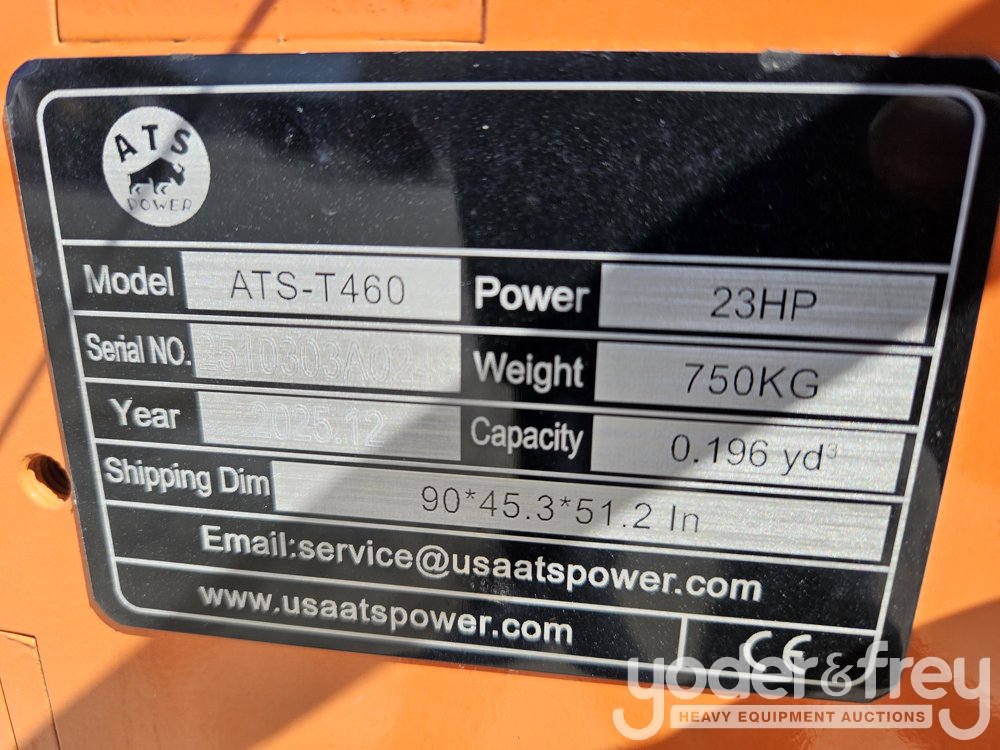 ATS
POWER
Model ATS-T460 Power 23HP
Serial NO. Weight 750KG
Year 2025.12 Capacity 0.196 yd³
Shipping Dim 90*45.3*51.2 In
Email:service@usaatspower.com
www.usaatspower.com
CE
yoder&frey
HEAVY EQUIPMENT AUCTIONS